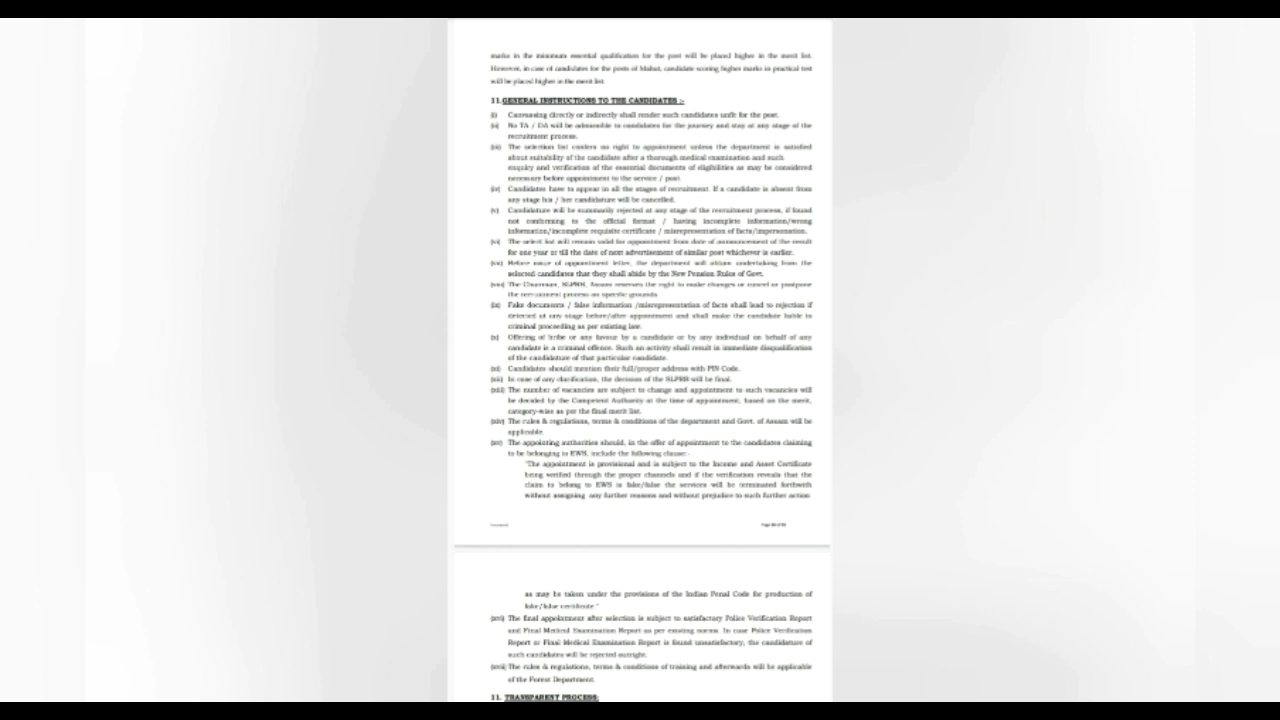 marks in the minimum essential qualification for the post will be placed higher in the merit list.
However, in case of candidates for the posts of Mahut, candidate scoring higher marks in practical test
will be placed higher in the merit list.
11.GENERAL INSTRUCTIONS TO THE CANDIDATES :-
(i) Canvassing directly or indirectly shall render such candidates unfit for the post.
(ii) No TA / DA will be admissible to candidates for the journey and stay at any stage of the
recruitment process.
(iii) The selection list confers no right to appointment unless the department is satisfied
about suitability of the candidate after a thorough medical examination and such
enquiry and verification of the essential documents of eligibilities as may be considered
necessary before appointment to the service / post.
(iv) Candidates have to appear in all the stages of recruitment. If a candidate is absent from
any stage his / her candidature will be cancelled.
(v) Candidature will be summarily rejected at any stage of the recruitment process, if found
not conforming to the official format / having incomplete information/wrong
information/incomplete requisite certificate / misrepresentation of facts/impersonation.
(vi) The select list will remain valid for appointment from date of announcement of the result
for one year or till the date of next advertisement of similar post whichever is earlier.
(vii) Before issue of appointment letter, the department will obtain undertaking from the
selected candidates that they shall abide by the New Pension Rules of Govt.
(viii) The Chairman, SLPRB, Assam reserves the right to make changes or cancel or postpone
the recruitment process on specific grounds.
(ix) Fake documents / false information /misrepresentation of facts shall lead to rejection if
detected at any stage before/after appointment and shall make the candidate liable to
criminal proceeding as per existing law.
(x) Offering of bribe or any favour by a candidate or by any individual on behalf of any
candidate is a criminal offence. Such an activity shall result in immediate disqualification
of the candidature of that particular candidate.
(xi) Candidates should mention their full/proper address with PIN Code.
(xii) In case of any clarification, the decision of the SLPRB will be final.
(xiii) The number of vacancies are subject to change and appointment to such vacancies will
be decided by the Competent Authority at the time of appointment, based on the merit,
category-wise as per the final merit list.
(xiv) The rules & regulations, terms & conditions of the department and Govt. of Assam will be
applicable.
(xv) The appointing authorities should, in the offer of appointment to the candidates claiming
to be belonging to EWS, include the following clause:-
"The appointment is provisional and is subject to the Income and Asset Certificate
being verified through the proper channels and if the verification reveals that the
claim to belong to EWS is fake/false the services will be terminated forthwith
without assigning any further reasons and without prejudice to such further action
Page
as may be taken under the provisions of the Indian Penal Code for production of
fake/false certificate."
(xvi) The final appointment after selection is subject to satisfactory Police Verification Report
and Final Medical Examination Report as per existing norms. In case Police Verification
Report or Final Medical Examination Report is found unsatisfactory, the candidature of
such candidates will be rejected outright.
(xvii) The rules & regulations, terms & conditions of training and afterwards will be applicable
of the Forest Department.
11. TRANSPARENT PROCESS: